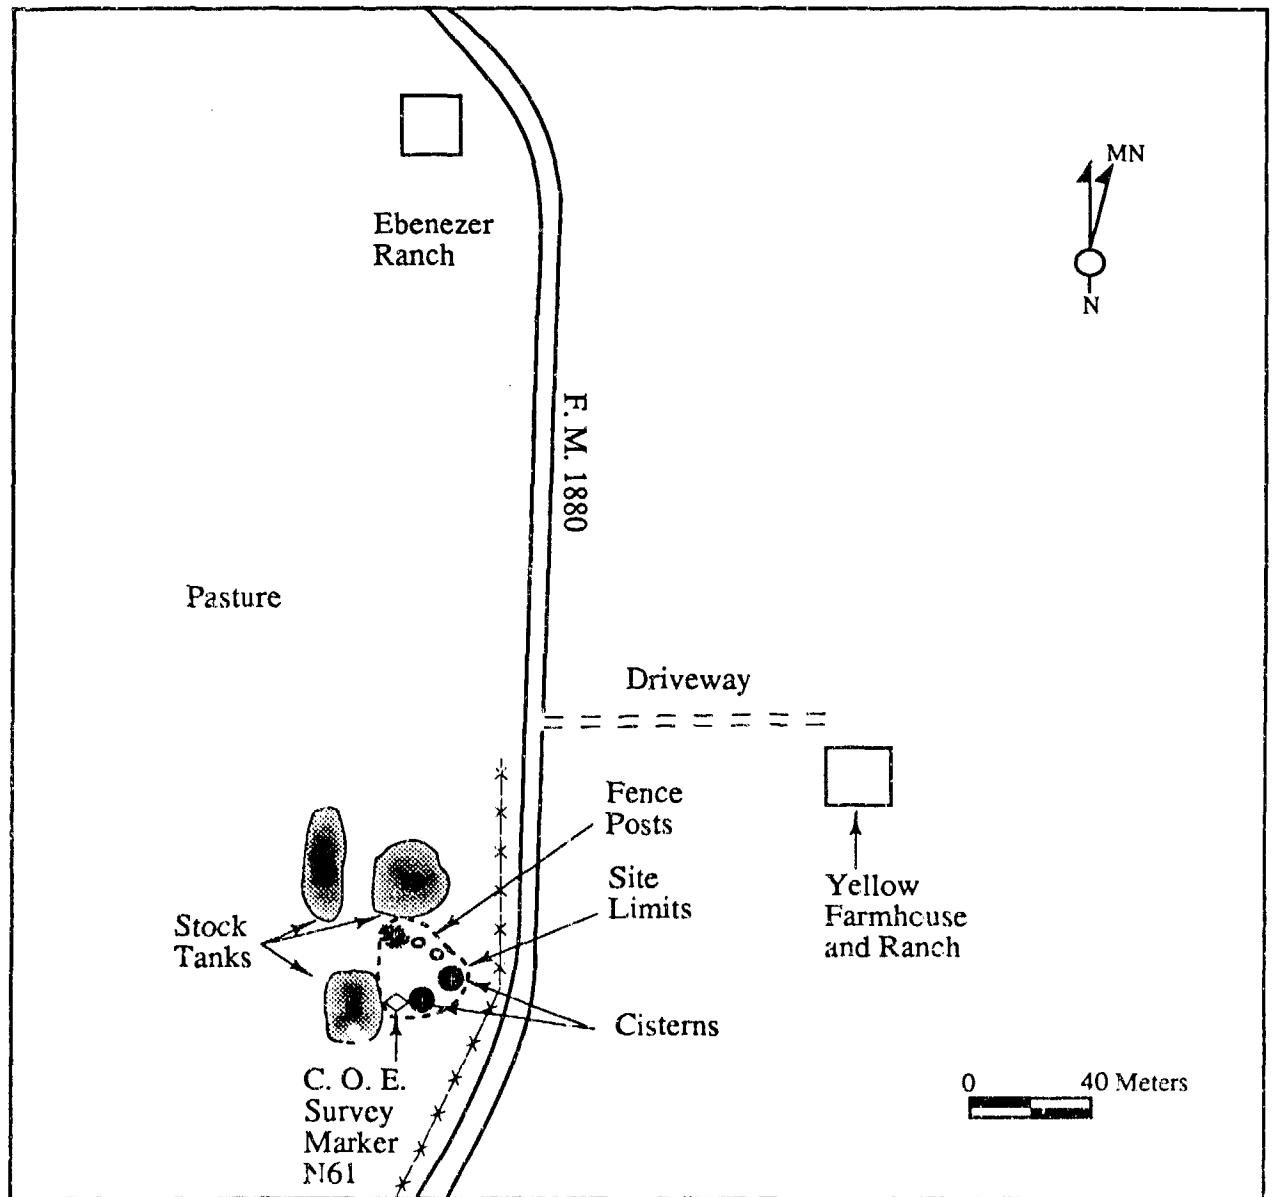 MN
N
Ebenezer
Ranch
F. M. 1880
Pasture
Driveway
Fence
Posts
Site
Limits
Yellow
Farmhouse
and Ranch
Stock
Tanks
Cisterns
C. O. E.
Survey
Marker
N61
0 40 Meters